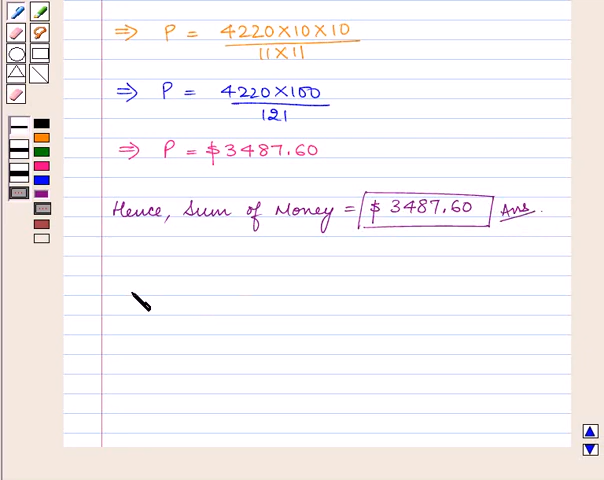 ⇒ P = 4220×10×10 / 11×11
⇒ P = 4220×100 / 121
⇒ P = $3487.60
Hence, Sum of Money = $3487.60 Ans.